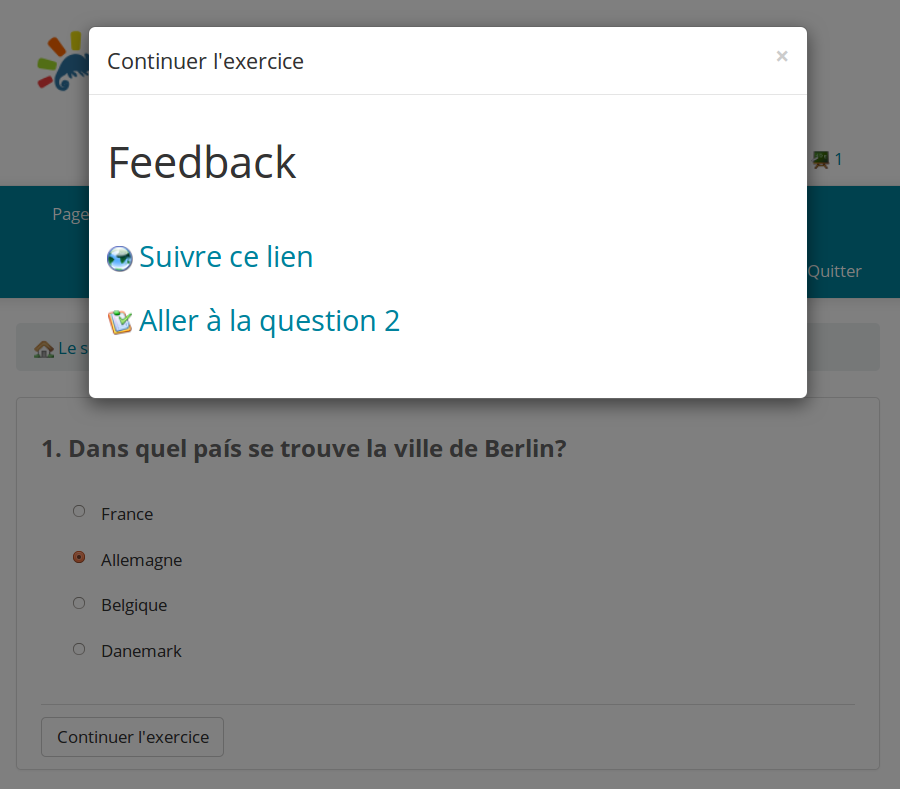 Continuer l'exercice ×
Feedback
1
Page
Suivre ce lien
Quitter
Aller à la question 2
Le s
1. Dans quel país se trouve la ville de Berlin?
France
Allemagne
Belgique
Danemark
Continuer l'exercice